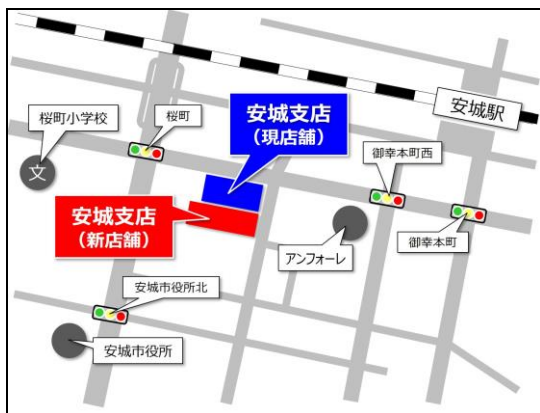 安城駅
安城支店
(現店舗)
桜町小学校
桜町
文
御幸本町西
安城支店
(新店舗)
御幸本町
アンフォーレ
安城市役所北
安城市役所